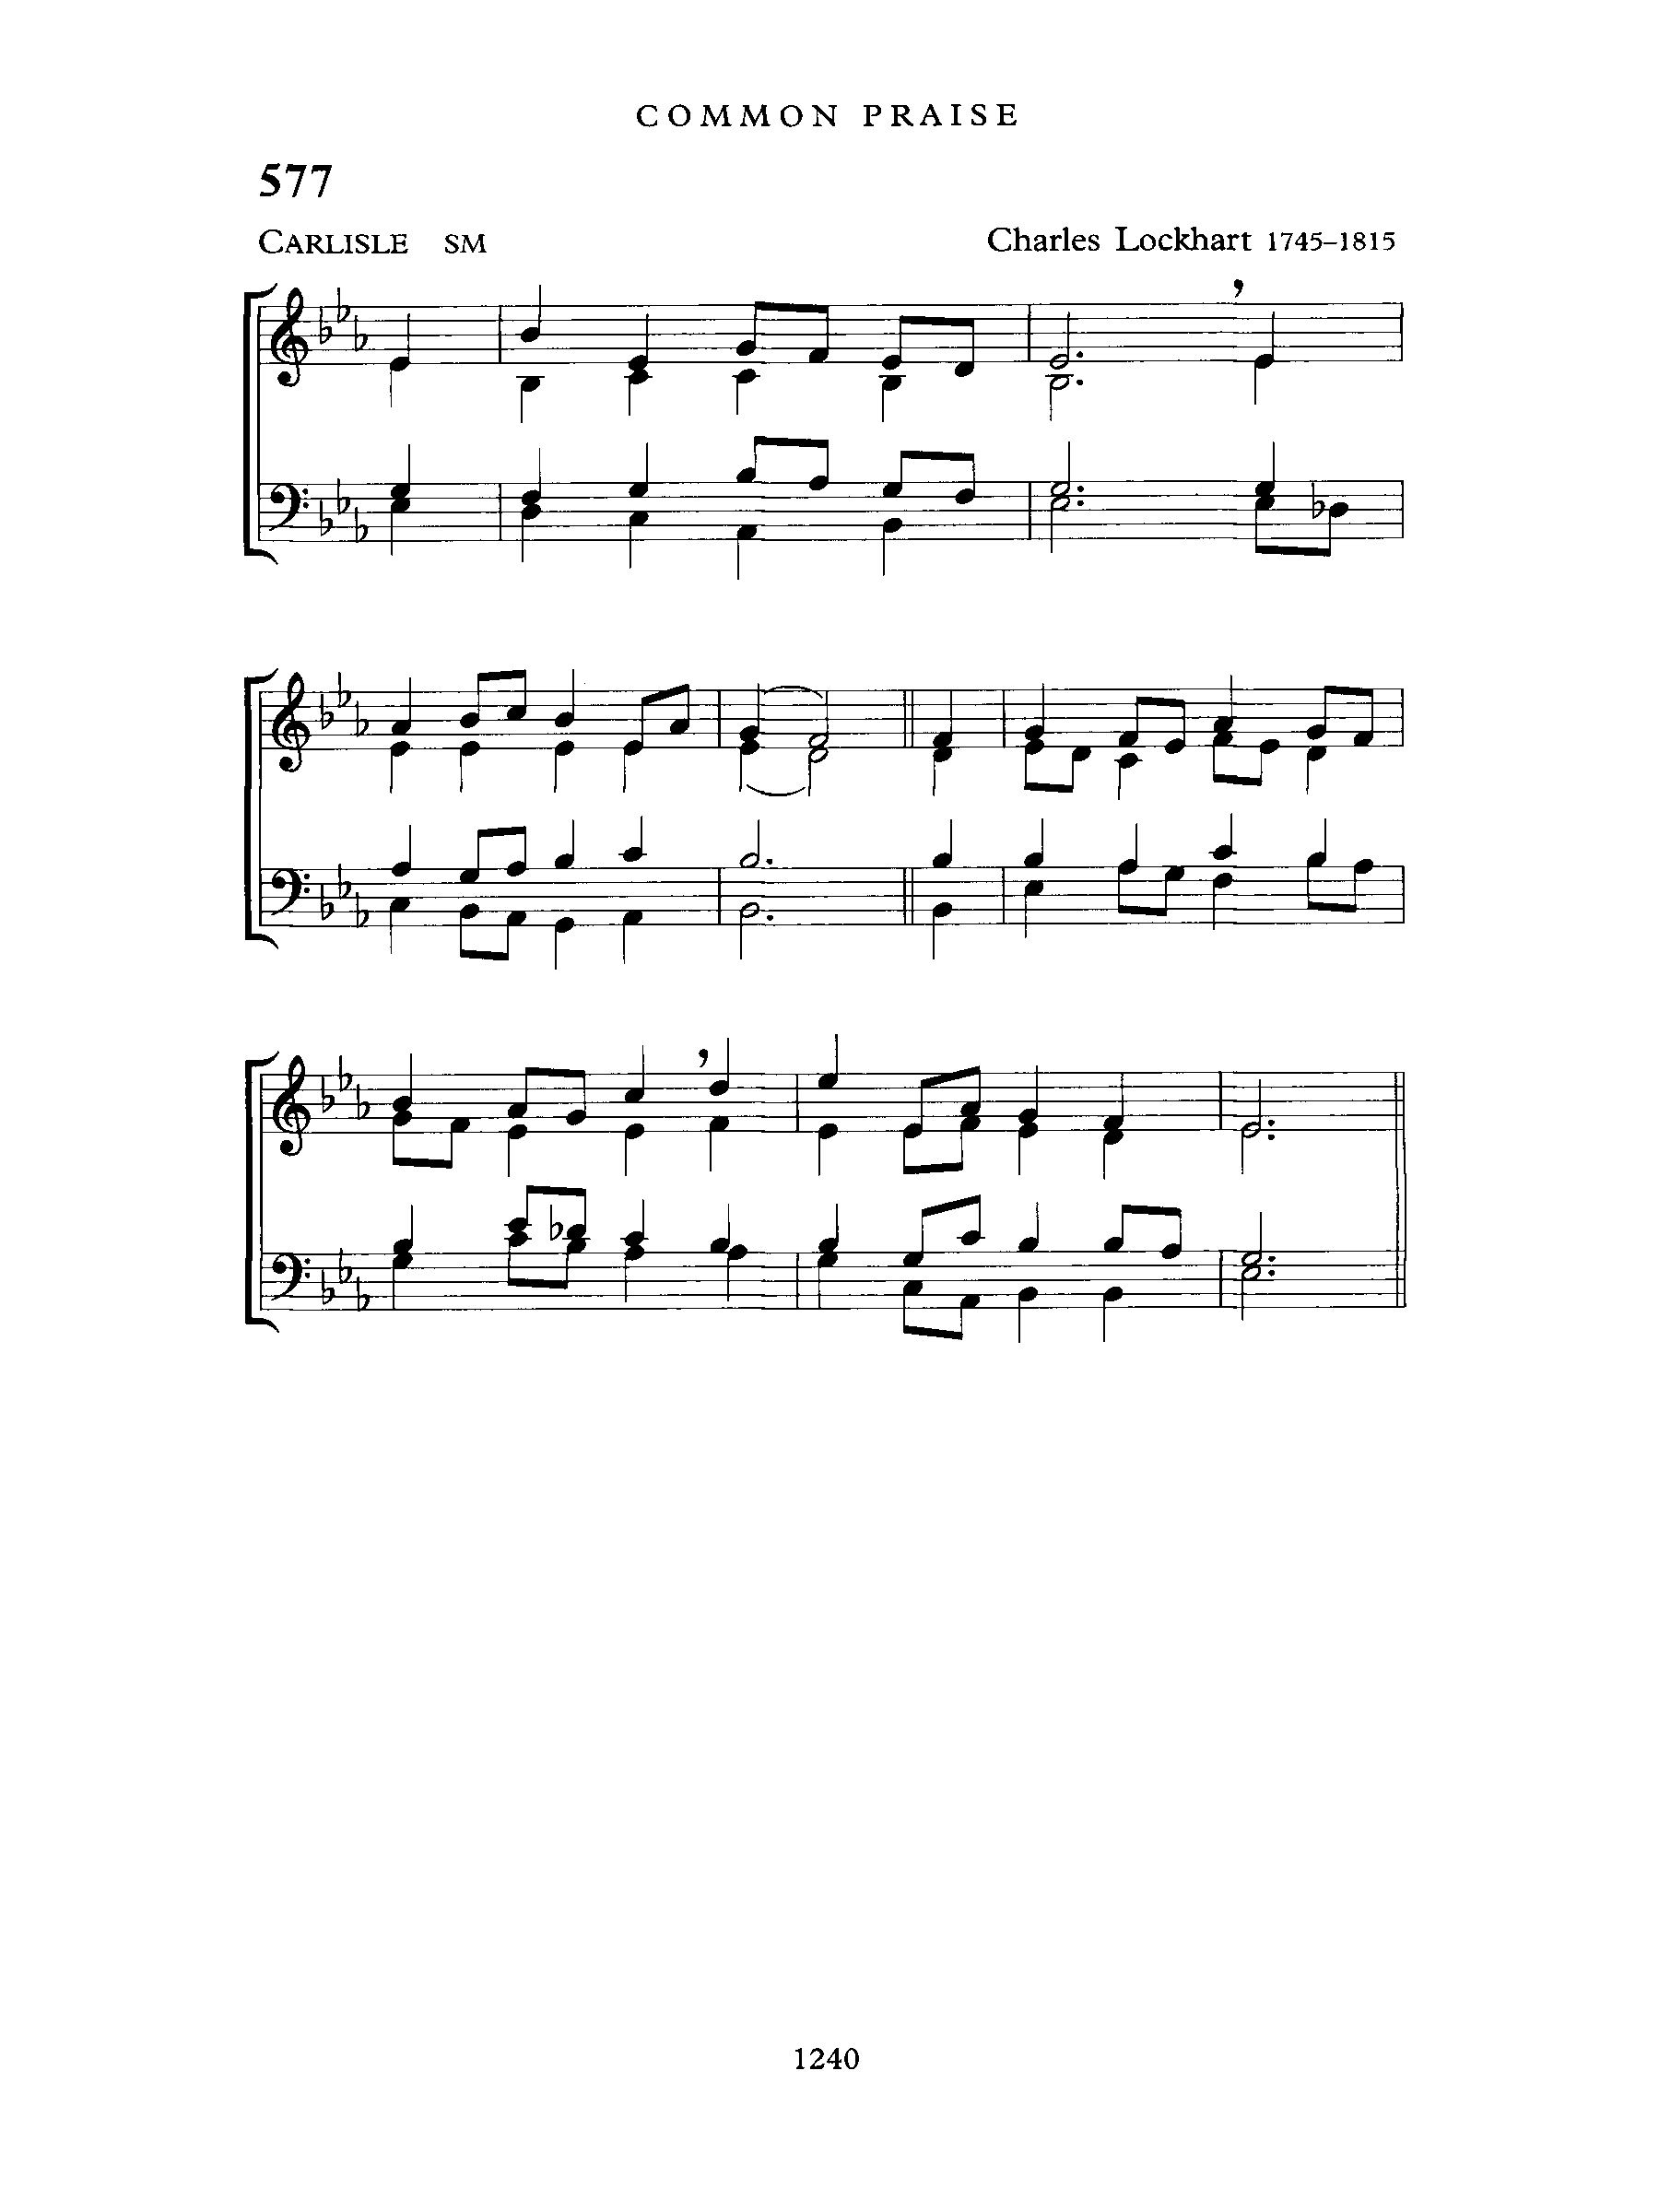 COMMON PRAISE
577
CARLISLE SM Charles Lockhart 1745–1815
1240